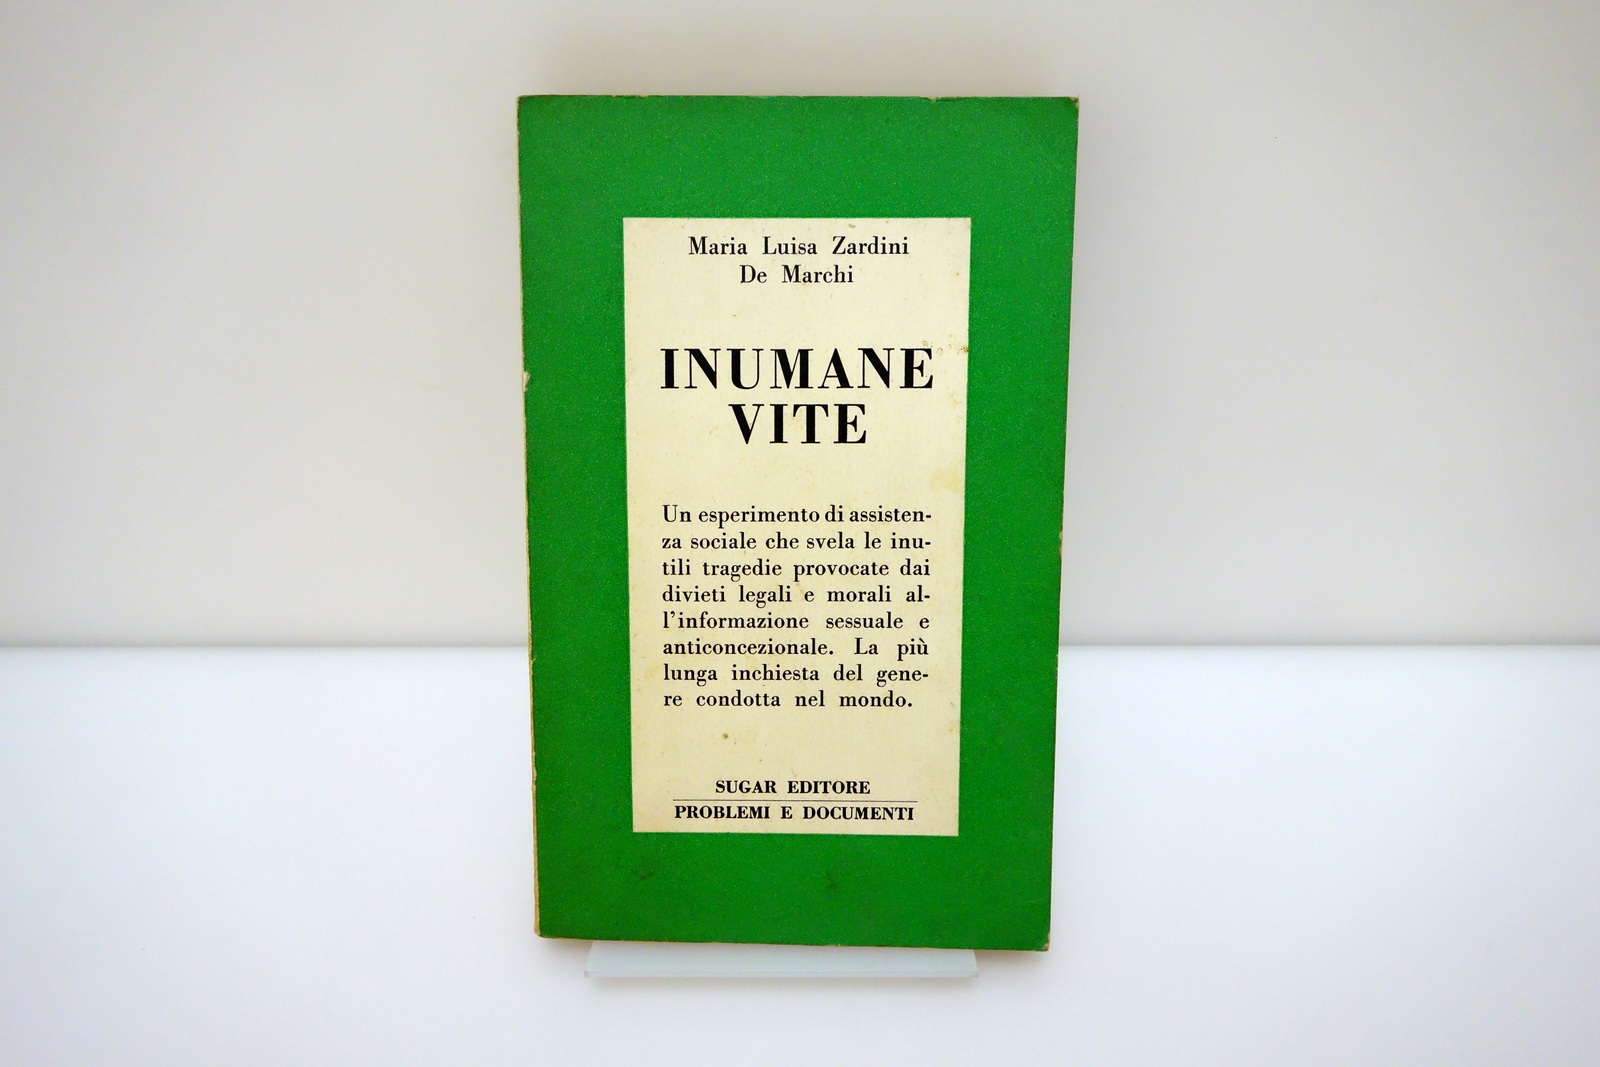 Maria Luisa Zardini
De Marchi
INUMANE
VITE
Un esperimento di assisten-
za sociale che svela le inu-
tili tragedie provocate dai
divieti legali e morali al-
l'informazione sessuale e
anticoncezionale. La più
lunga inchiesta del gene-
re condotta nel mondo.
SUGAR EDITORE
PROBLEMI E DOCUMENTI